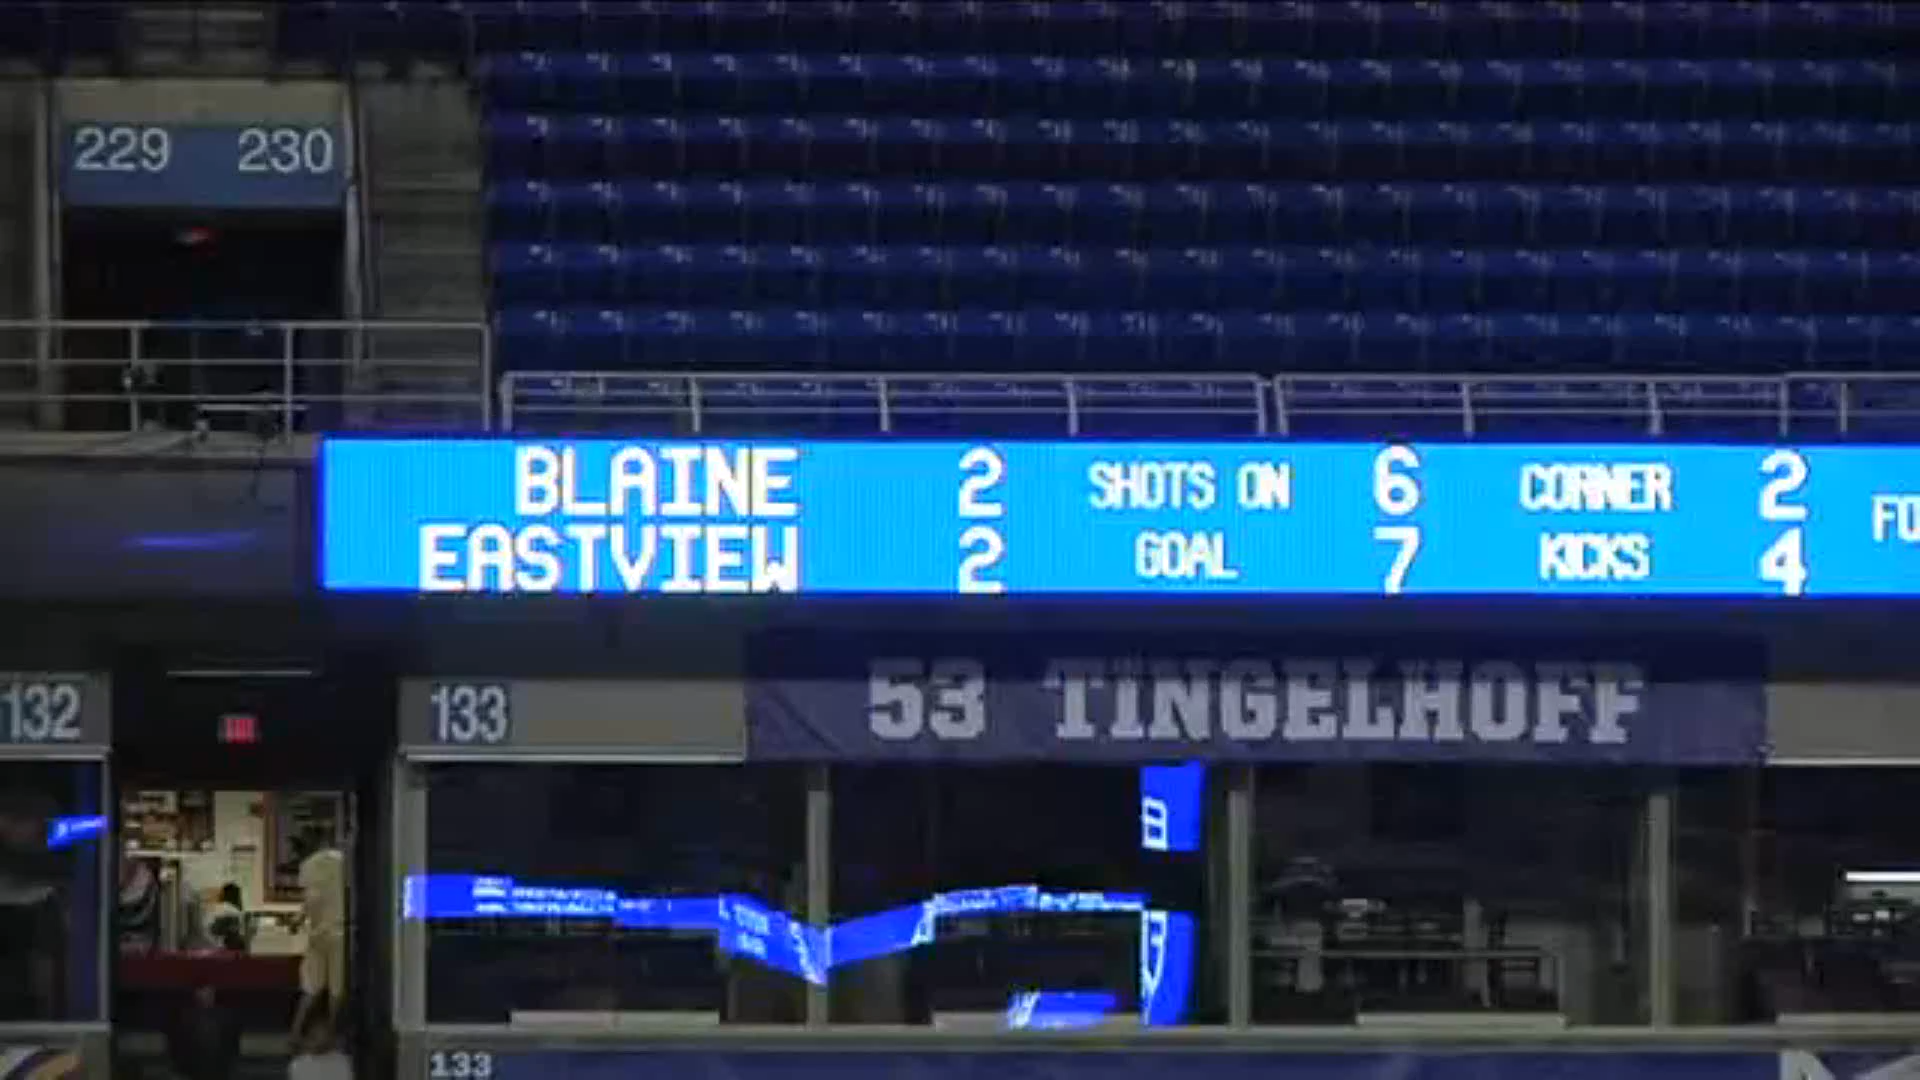 229 230
BLAINE 2 SHOTS ON 6 CORNER 2 FO
EASTVIEW 2 GOAL 7 KICKS 4
132
133
53 TINGELHOFF
133